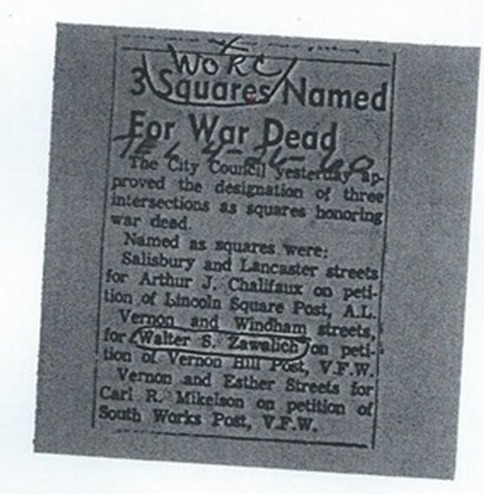 WORC
3 Squares Named
For War Dead
4-26-60
The City Council yesterday ap-
proved the designation of three
intersections as squares honoring
war dead.
Named as squares were:
Salisbury and Lancaster streets
for Arthur J. Chalifaux on peti-
tion of Lincoln Square Post, A.L.
Vernon and Windham streets,
for Walter S. Zawalich on peti-
tion of Vernon Hill Post, V.F.W.
Vernon and Esther Streets for
Carl R. Mikelson on petition of
South Works Post, V.F.W.